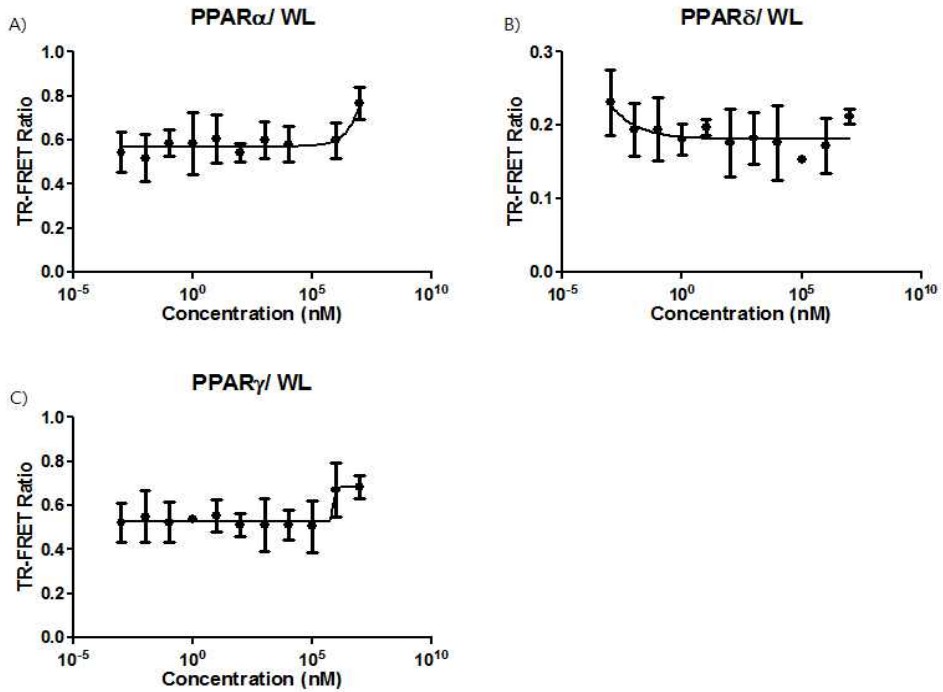 A)
PPARα/ WL
TR-FRET Ratio
1.0
0.8
0.6
0.4
0.2
0.0
10-5
100
105
1010
Concentration (nM)
B)
PPARδ/ WL
TR-FRET Ratio
0.3
0.2
0.1
0.0
10-5
100
105
1010
Concentration (nM)
C)
PPARγ/ WL
TR-FRET Ratio
1.0
0.8
0.6
0.4
0.2
0.0
10-5
100
105
1010
Concentration (nM)